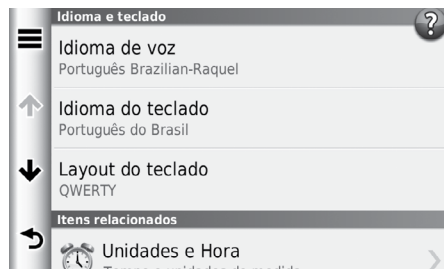 Idioma e teclado
?
Idioma de voz
Português Brazilian-Raquel
Idioma do teclado
Português do Brasil
Layout do teclado
QWERTY
Itens relacionados
Unidades e Hora